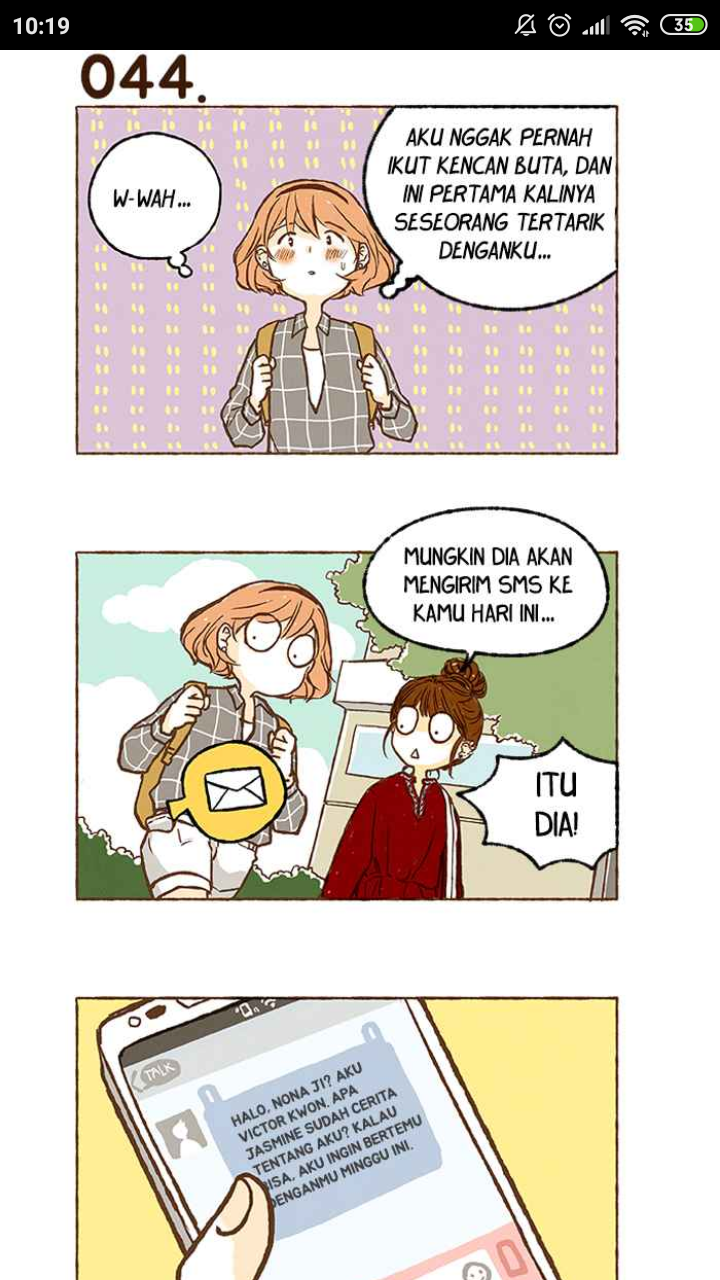 10:19
35
044.
W-WAH...
AKU NGGAK PERNAH
IKUT KENCAN BUTA, DAN
INI PERTAMA KALINYA
SESEORANG TERTARIK
DENGANKU...
MUNGKIN DIA AKAN
MENGIRIM SMS KE
KAMU HARI INI...
ITU
DIA!
TALK
HALO, NONA JI? AKU
VICTOR KWON. APA
JASMINE SUDAH CERITA
TENTANG AKU? KALAU
BISA, AKU INGIN BERTEMU
DENGANMU MINGGU INI.